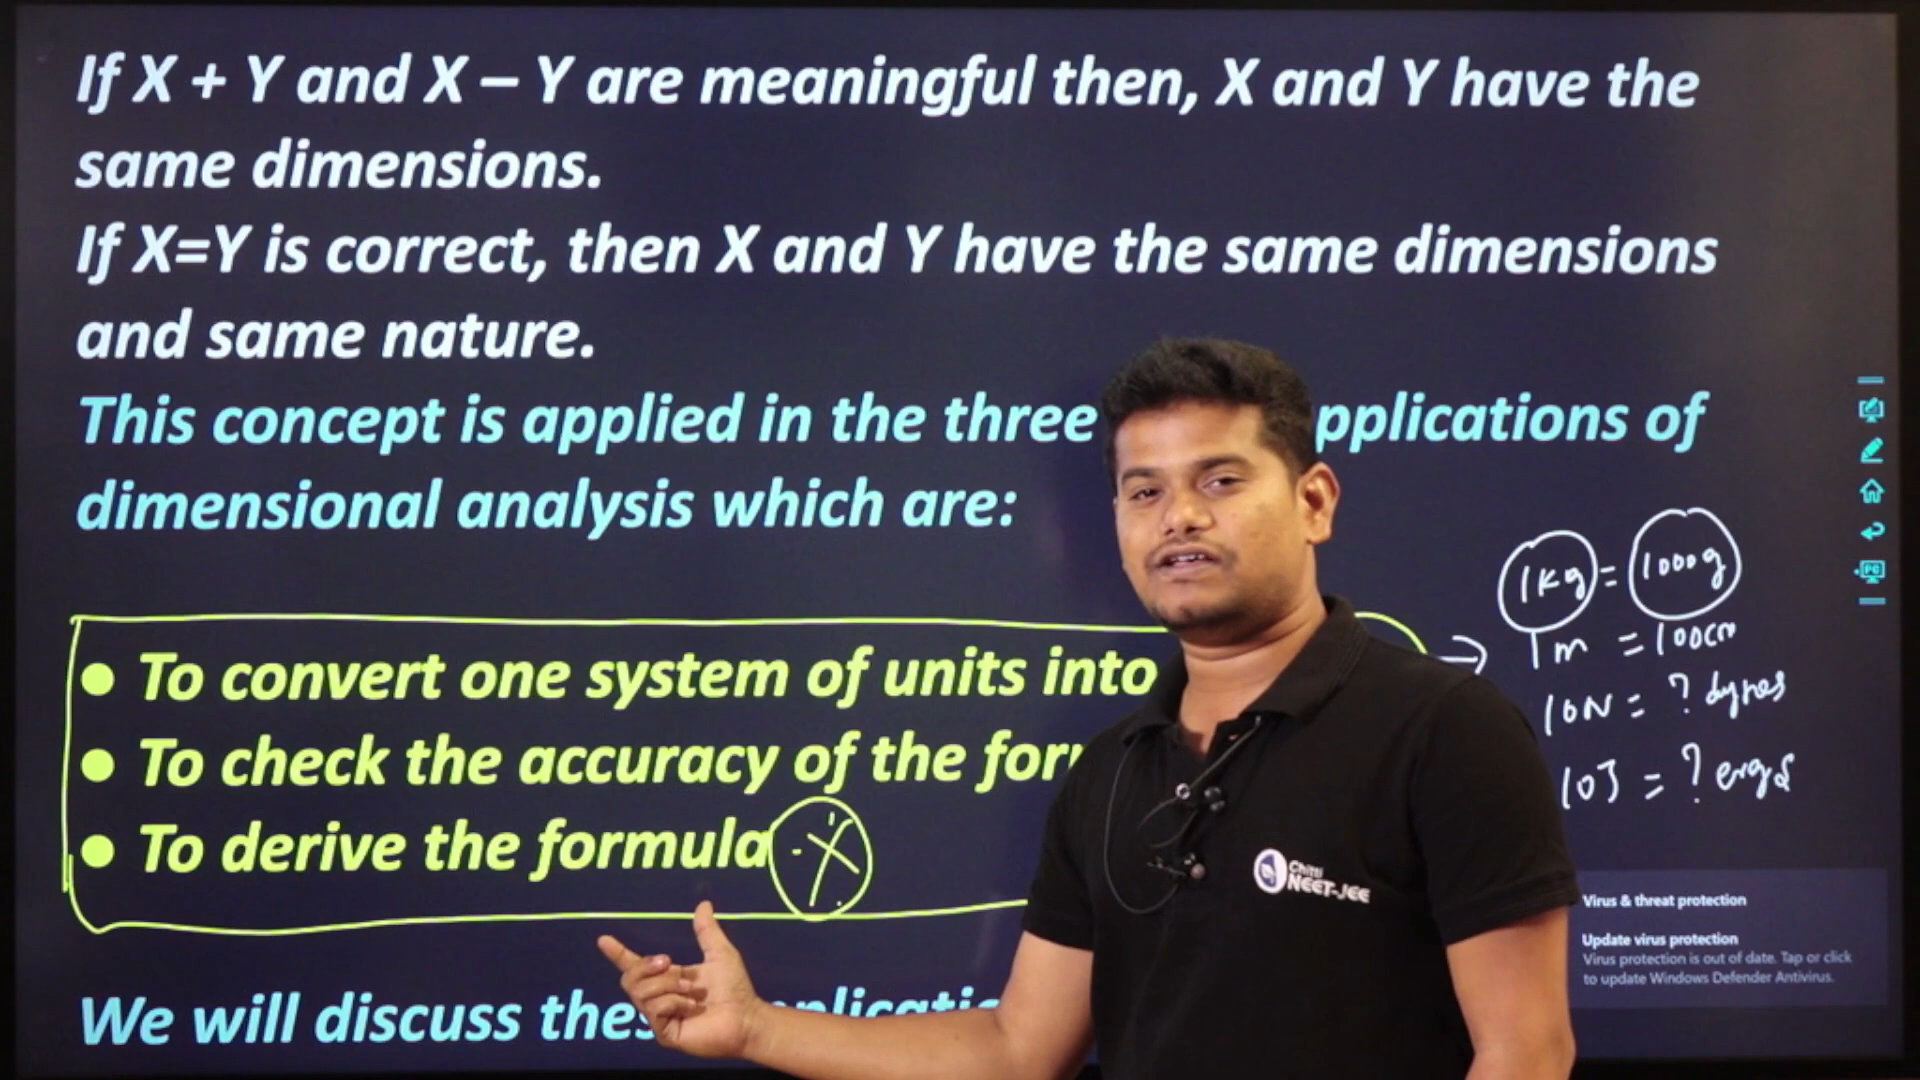 If X + Y and X – Y are meaningful then, X and Y have the
same dimensions.
If X=Y is correct, then X and Y have the same dimensions
and same nature.
This concept is applied in the three pplications of
dimensional analysis which are:
• To convert one system of units into
• To check the accuracy of the for
• To derive the formula
We will discuss thes plicatio
1kg = 1000g
1m = 100cm
10N = ? dynes
10J = ? ergs
Chitti
NEET-JEE
PC
Virus & threat protection
Update virus protection
Virus protection is out of date. Tap or click
to update Windows Defender Antivirus.